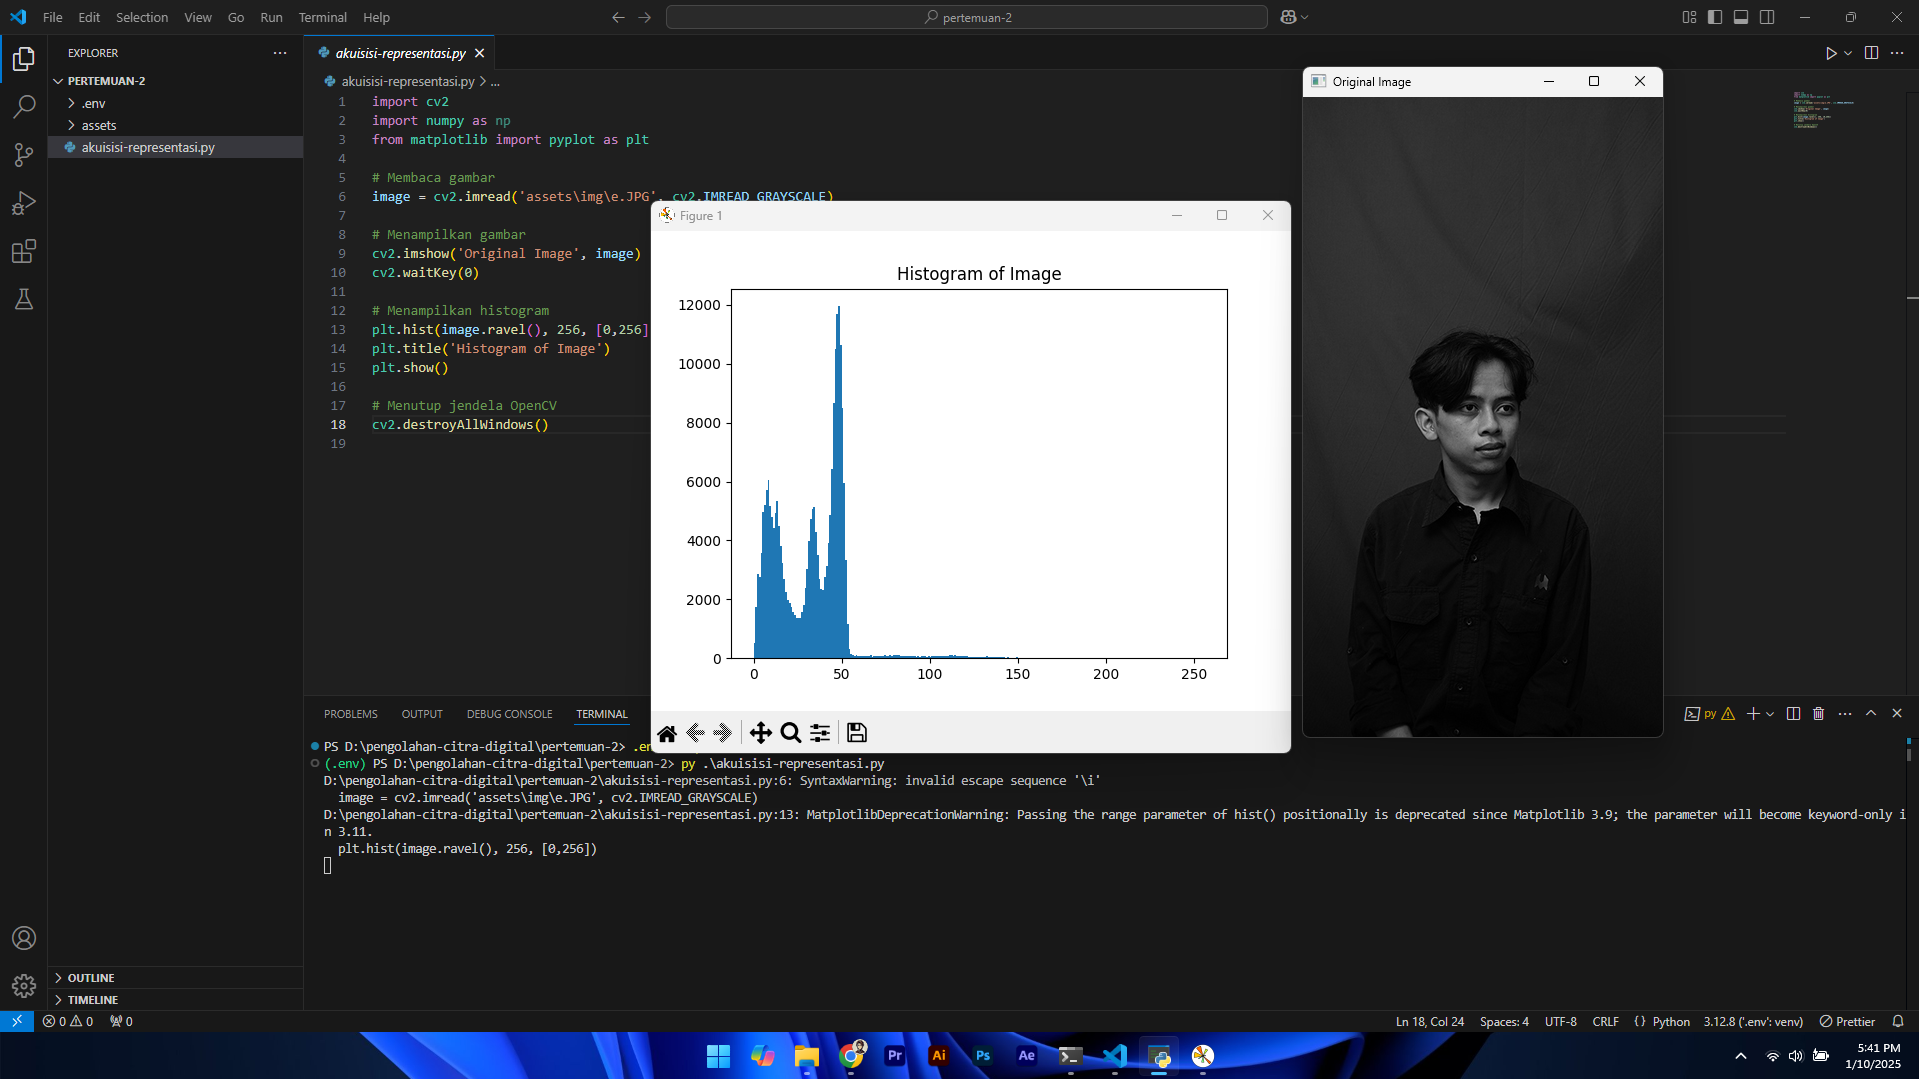 File Edit Selection View Go Run Terminal Help
pertemuan-2
EXPLORER
PERTEMUAN-2
.env
assets
akuisisi-representasi.py
akuisisi-representasi.py
akuisisi-representasi.py > ...
1 import cv2
2 import numpy as np
3 from matplotlib import pyplot as plt
4
5 # Membaca gambar
6 image = cv2.imread('assets\img\e.JPG', cv2.IMREAD_GRAYSCALE)
7
8 # Menampilkan gambar
9 cv2.imshow('Original Image', image)
10 cv2.waitKey(0)
11
12 # Menampilkan histogram
13 plt.hist(image.ravel(), 256, [0,256]
14 plt.title('Histogram of Image')
15 plt.show()
16
17 # Menutup jendela OpenCV
18 cv2.destroyAllWindows()
19
Figure 1
Histogram of Image
12000
10000
8000
6000
4000
2000
0
0 50 100 150 200 250
Original Image
PROBLEMS OUTPUT DEBUG CONSOLE TERMINAL
py
PS D:\pengolahan-citra-digital\pertemuan-2> .en
(.env) PS D:\pengolahan-citra-digital\pertemuan-2> py .\akuisisi-representasi.py
D:\pengolahan-citra-digital\pertemuan-2\akuisisi-representasi.py:6: SyntaxWarning: invalid escape sequence '\i'
image = cv2.imread('assets\img\e.JPG', cv2.IMREAD_GRAYSCALE)
D:\pengolahan-citra-digital\pertemuan-2\akuisisi-representasi.py:13: MatplotlibDeprecationWarning: Passing the range parameter of hist() positionally is deprecated since Matplotlib 3.9; the parameter will become keyword-only i
n 3.11.
plt.hist(image.ravel(), 256, [0,256])
OUTLINE
TIMELINE
0 0 0
Ln 18, Col 24 Spaces: 4 UTF-8 CRLF {} Python 3.12.8 ('.env': venv) Prettier
Pr Ai Ps Ae
5:41 PM
1/10/2025